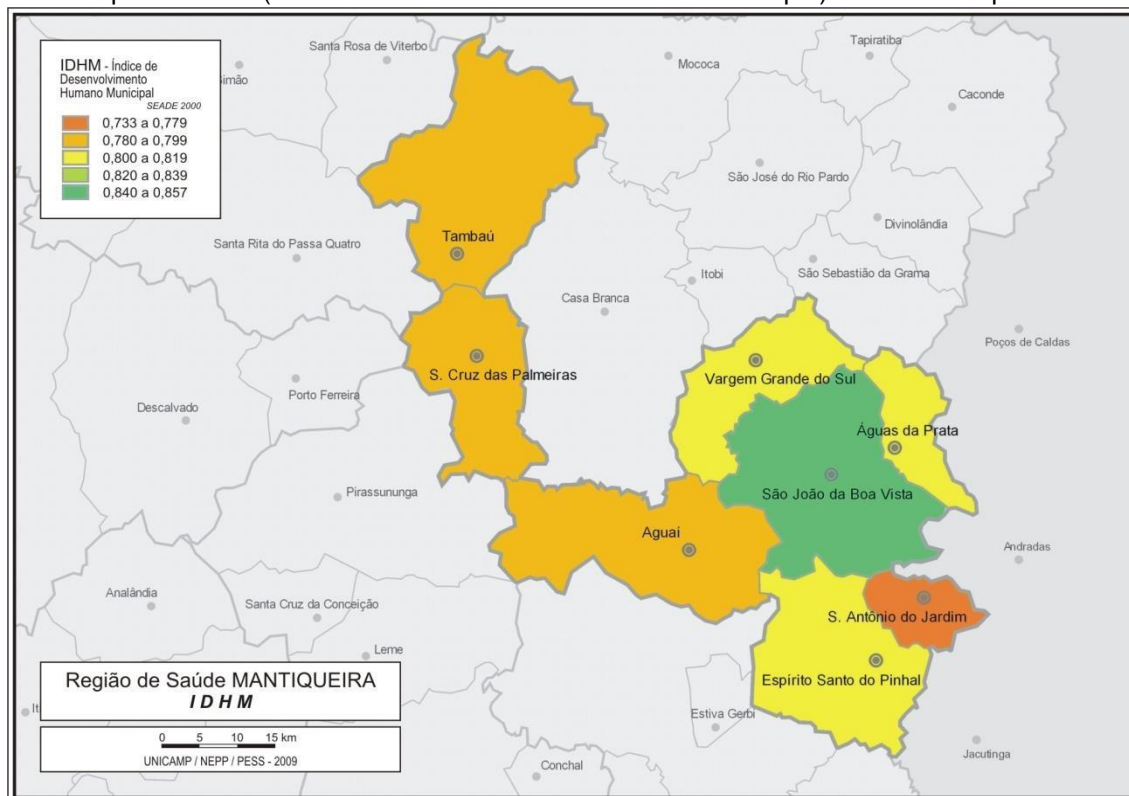 IDHM - Índice de
Desenvolvimento
Humano Municipal
SEADE 2000
0,733 a 0,779
0,780 a 0,799
0,800 a 0,819
0,820 a 0,839
0,840 a 0,857
Santa Rosa de Viterbo
Simão
Mococa
Tapiratiba
Caconde
São José do Rio Pardo
Divinolândia
Santa Rita do Passa Quatro
Tambaú
Itobi
São Sebastião da Grama
Casa Branca
Poços de Caldas
S. Cruz das Palmeiras
Vargem Grande do Sul
Porto Ferreira
Descalvado
Águas da Prata
São João da Boa Vista
Pirassununga
Aguaí
Andradas
Analândia
Santa Cruz da Conceição
S. Antônio do Jardim
Leme
Espírito Santo do Pinhal
Estiva Gerbi
Jacutinga
Conchal
Região de Saúde MANTIQUEIRA
IDHM
0 5 10 15 km
UNICAMP / NEPP / PESS - 2009